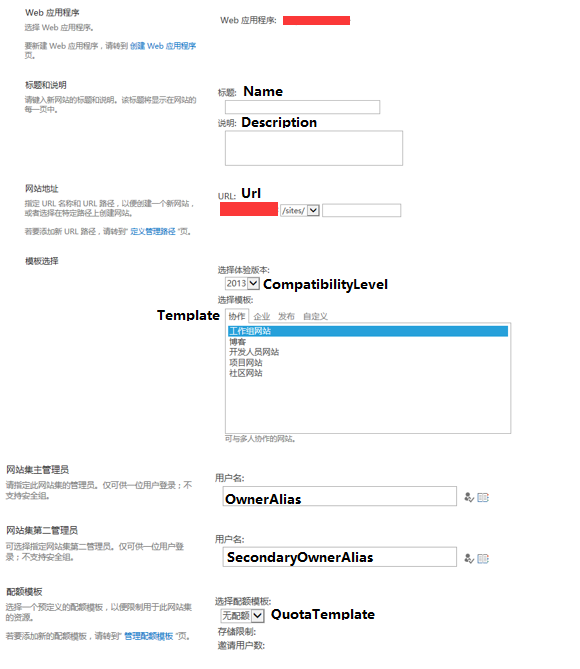 Web 应用程序
选择 Web 应用程序。
要新建 Web 应用程序,请转到 创建 Web 应用程序
页。
Web 应用程序:
标题和说明
请键入新网站的标题和说明。该标题将显示在网站的
每一页中。
标题: Name
说明: Description
网站地址
指定 URL 名称和 URL 路径,以便创建一个新网站,
或者选择在特定路径上创建网站。
若要添加新 URL 路径,请转到" 定义管理路径 "页。
URL: Url
/sites/
模板选择
选择体验版本:
2013 CompatibilityLevel
选择模板:
Template
协作 企业 发布 自定义
工作组网站
博客
开发人员网站
项目网站
社区网站
可与多人协作的网站。
网站集主管理员
请指定此网站集的管理员。仅可供一位用户登录;不
支持安全组。
用户名:
OwnerAlias
网站集第二管理员
可选择指定网站集第二管理员。仅可供一位用户登
录;不支持安全组。
用户名:
SecondaryOwnerAlias
配额模板
选择一个预定义的配额模板,以便限制用于此网站集
的资源。
若要添加新的配额模板,请转到" 管理配额模板 "页。
选择配额模板:
无配额 QuotaTemplate
存储限制:
邀请用户数: